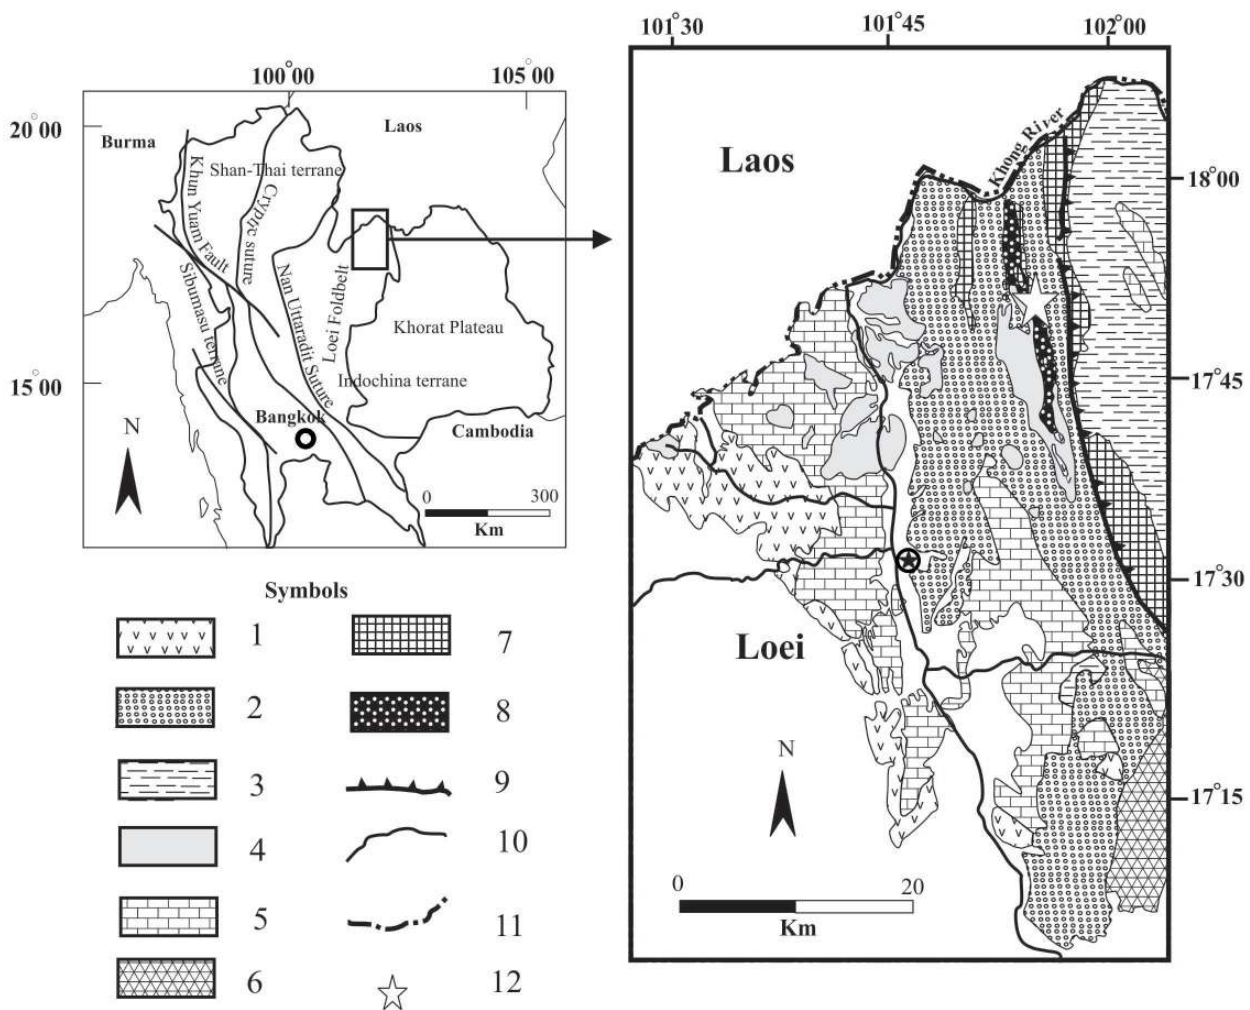 100°00
105°00
20°00
15°00
Burma
Laos
Shan-Thai terrane
Khun Yuam Fault
Cryptye suture
Sibumasu terrane
Nan Uttaradit Suture
Loei Foldbelt
Khorat Plateau
Indochina terrane
Bangkok
Cambodia
N
0 300
Km
101°30
101°45
102°00
18°00
17°45
17°30
17°15
Laos
Khong River
Loei
N
0 20
Km
Symbols
1
2
3
4
5
6
7
8
9
10
11
12